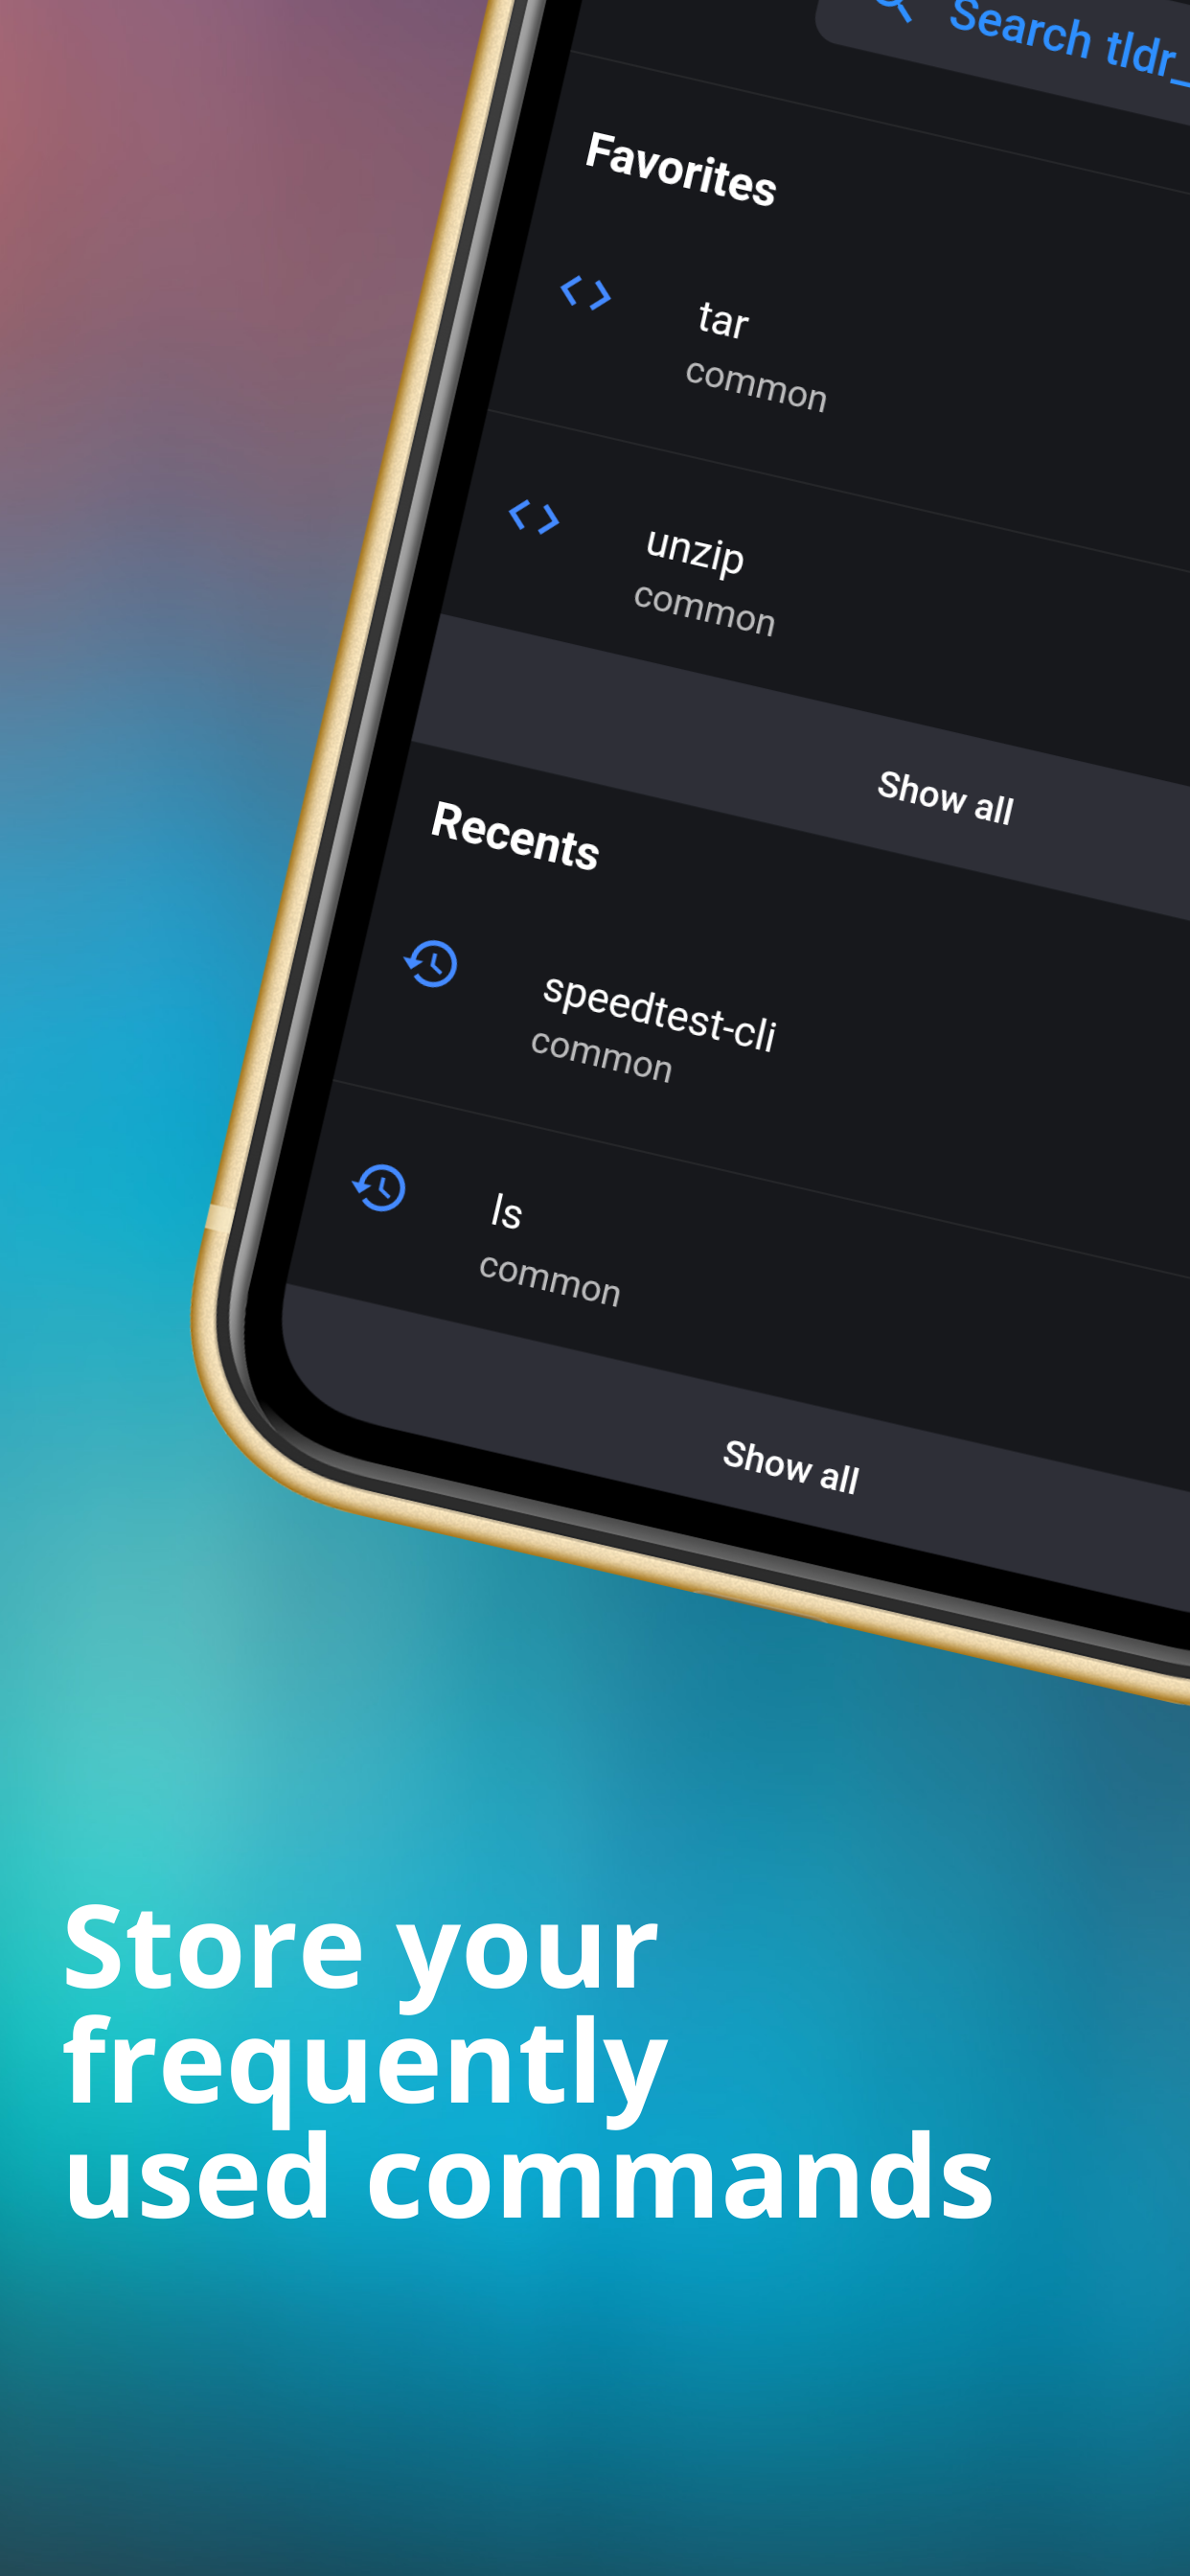 Search tldr_
Favorites
tar
common
unzip
common
Show all
Recents
speedtest-cli
common
ls
common
Show all
Store your
frequently
used commands